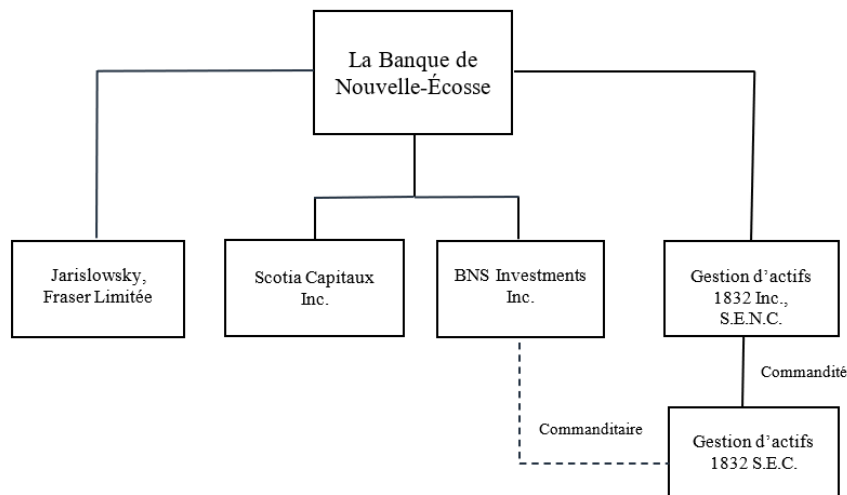 La Banque de
Nouvelle-Écosse
Jarislowsky,
Fraser Limitée
Scotia Capitaux
Inc.
BNS Investments
Inc.
Gestion d’actifs
1832 Inc.,
S.E.N.C.
Commandité
Commanditaire
Gestion d’actifs
1832 S.E.C.